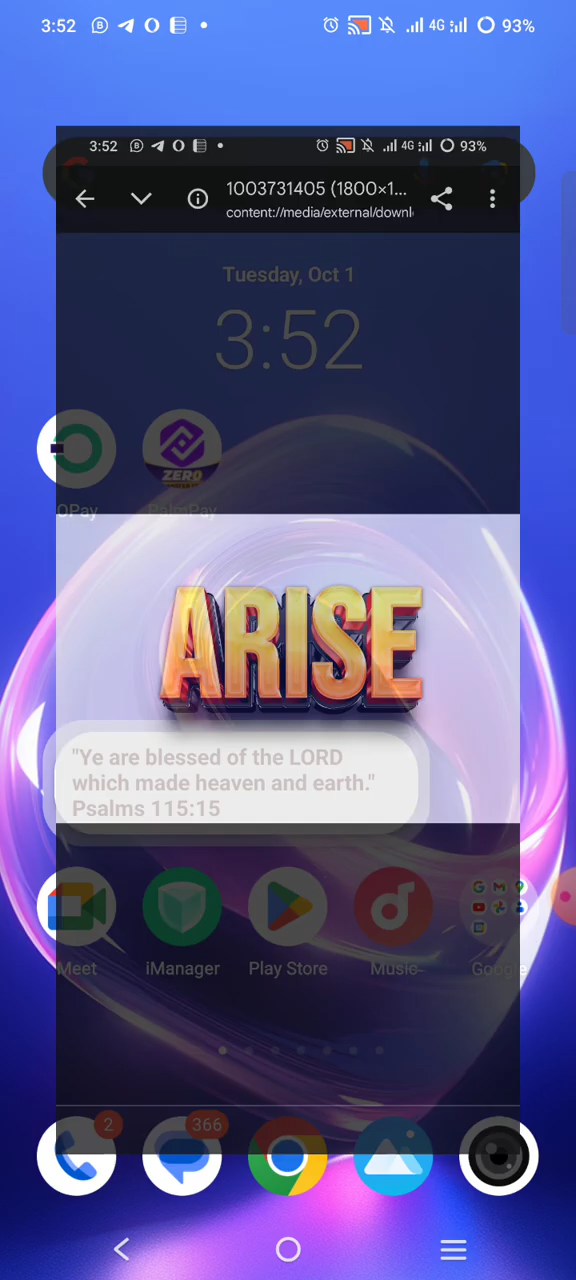 3:52
4G
93%
3:52
4G
93%
1003731405 (1800×1...
content://media/external/downl
Tuesday, Oct 1
3:52
ZERO
OPay
PalmPay
ARISE
"Ye are blessed of the LORD
which made heaven and earth."
Psalms 115:15
Meet
iManager
Play Store
Music
Google
2
366